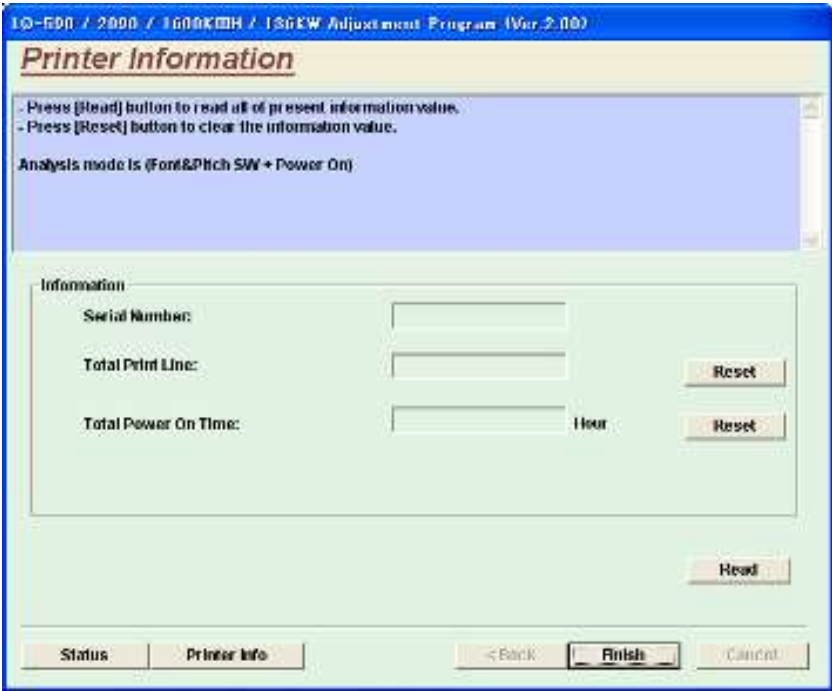 LQ-590 / 2090 / 1600KIIIH / 136KW Adjustment Program (Ver.2.00)
Printer Information
- Press [Read] button to read all of present information value.
- Press [Reset] button to clear the information value.
Analysis mode is (Font&Pitch SW + Power On)
Information
Serial Number:
Total Print Line:
Reset
Total Power On Time:
Hour
Reset
Read
Status
Printer Info
< Back
Finish
Cancel